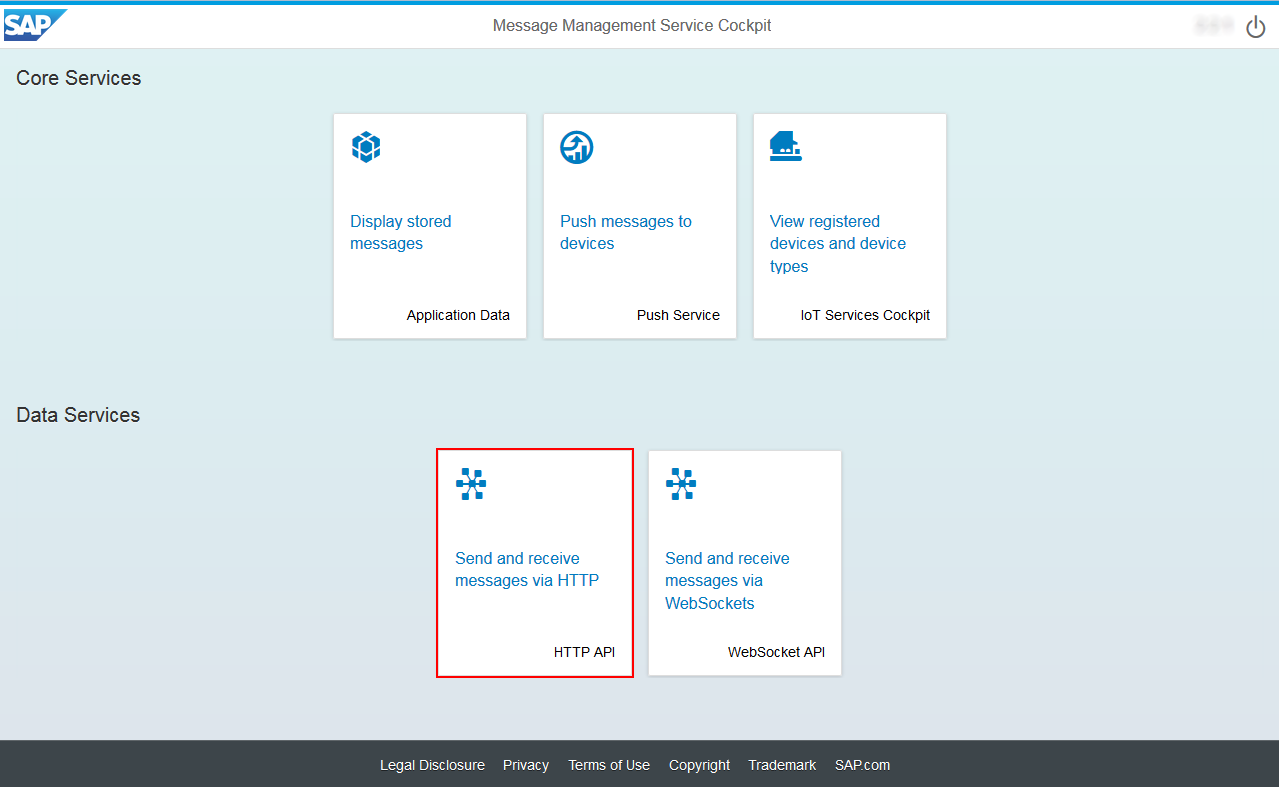 SAP
Message Management Service Cockpit
Core Services
Display stored
messages
Application Data
Push messages to
devices
Push Service
View registered
devices and device
types
IoT Services Cockpit
Data Services
Send and receive
messages via HTTP
HTTP API
Send and receive
messages via
WebSockets
WebSocket API
Legal Disclosure Privacy Terms of Use Copyright Trademark SAP.com